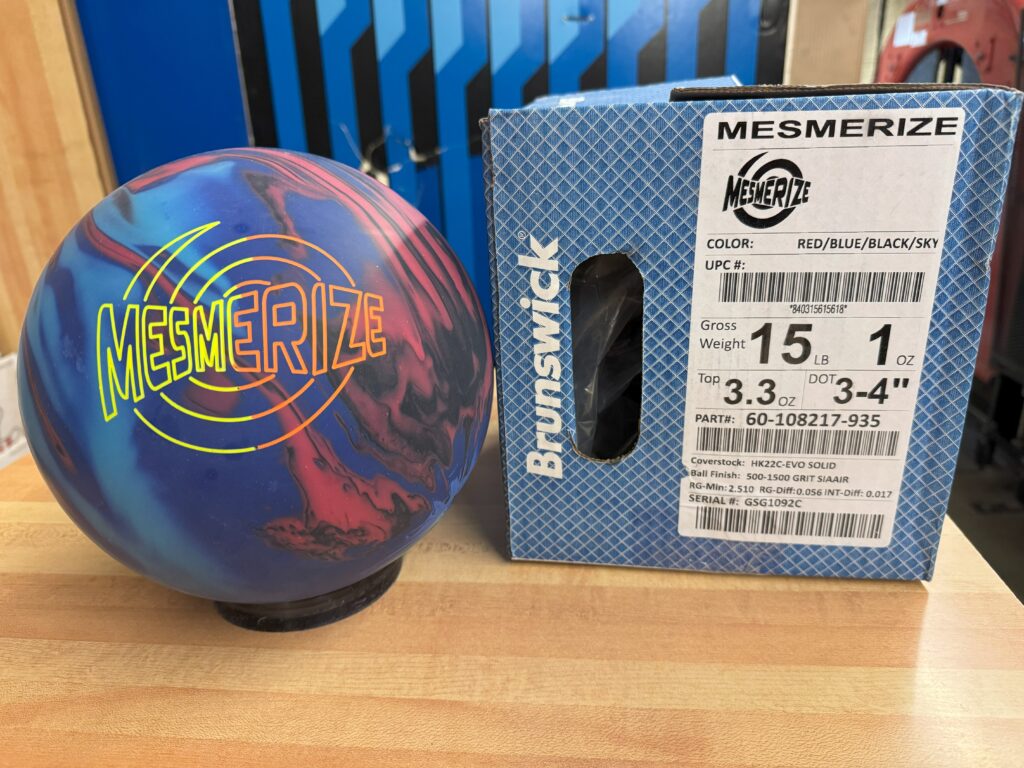 MESMERIZE
Brunswick®
MESMERIZE
MESMERIZE
COLOR: RED/BLUE/BLACK/SKY
UPC #:
*840315615618*
Gross Weight 15 LB 1 OZ
Top 3.3 OZ DOT 3-4"
PART#: 60-108217-935
Coverstock: HK22C-EVO SOLID
Ball Finish: 500-1500 GRIT SIAAIR
RG-Min: 2.510 RG-Diff: 0.056 INT-Diff: 0.017
SERIAL #: GSG1092C